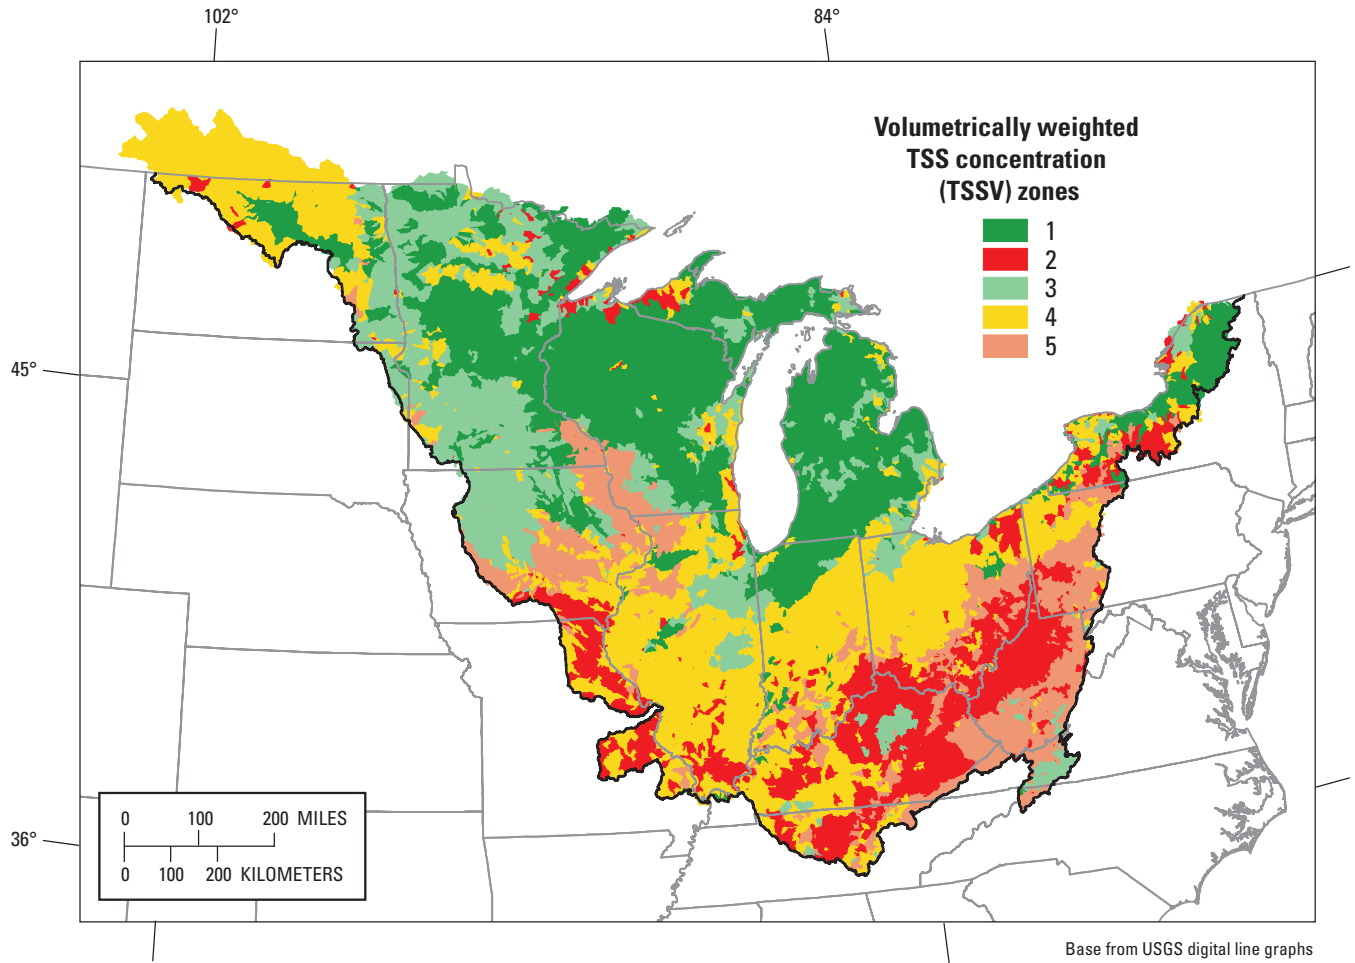 102°
84°
Volumetrically weighted
TSS concentration
(TSSV) zones
1
2
3
4
5
45°
36°
0 100 200 MILES
0 100 200 KILOMETERS
Base from USGS digital line graphs